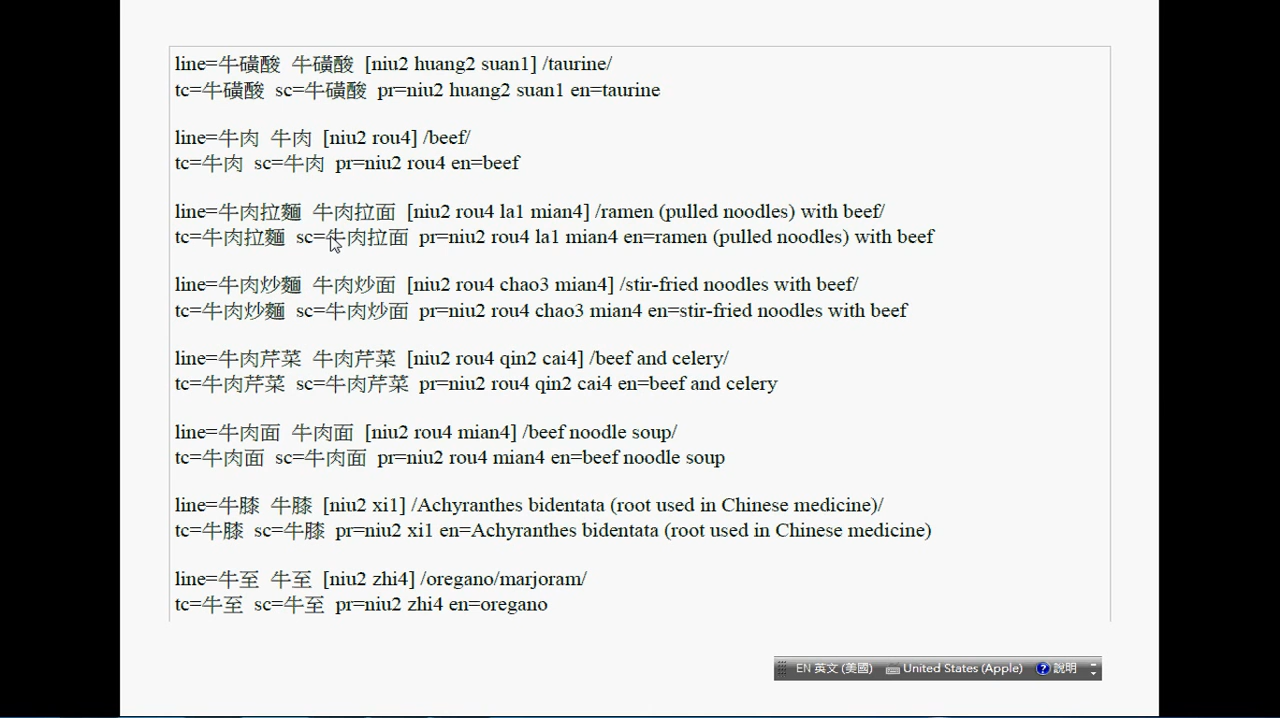 line=牛磺酸 牛磺酸 [niu2 huang2 suan1] /taurine/
tc=牛磺酸 sc=牛磺酸 pr=niu2 huang2 suan1 en=taurine
line=牛肉 牛肉 [niu2 rou4] /beef/
tc=牛肉 sc=牛肉 pr=niu2 rou4 en=beef
line=牛肉拉麵 牛肉拉面 [niu2 rou4 la1 mian4] /ramen (pulled noodles) with beef/
tc=牛肉拉麵 sc=牛肉拉面 pr=niu2 rou4 la1 mian4 en=ramen (pulled noodles) with beef
line=牛肉炒麵 牛肉炒面 [niu2 rou4 chao3 mian4] /stir-fried noodles with beef/
tc=牛肉炒麵 sc=牛肉炒面 pr=niu2 rou4 chao3 mian4 en=stir-fried noodles with beef
line=牛肉芹菜 牛肉芹菜 [niu2 rou4 qin2 cai4] /beef and celery/
tc=牛肉芹菜 sc=牛肉芹菜 pr=niu2 rou4 qin2 cai4 en=beef and celery
line=牛肉面 牛肉面 [niu2 rou4 mian4] /beef noodle soup/
tc=牛肉面 sc=牛肉面 pr=niu2 rou4 mian4 en=beef noodle soup
line=牛膝 牛膝 [niu2 xi1] /Achyranthes bidentata (root used in Chinese medicine)/
tc=牛膝 sc=牛膝 pr=niu2 xi1 en=Achyranthes bidentata (root used in Chinese medicine)
line=牛至 牛至 [niu2 zhi4] /oregano/marjoram/
tc=牛至 sc=牛至 pr=niu2 zhi4 en=oregano
EN 英文 (美國) United States (Apple) 說明